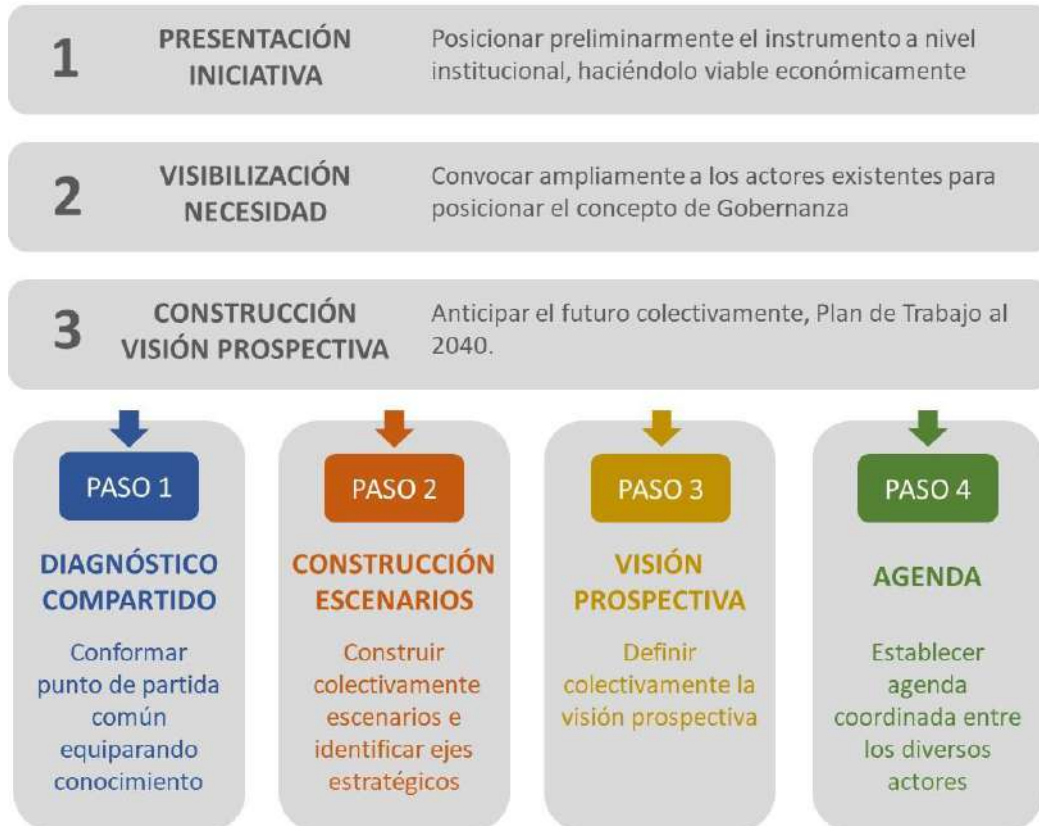 1
PRESENTACIÓN
INICIATIVA
Posicionar preliminarmente el instrumento a nivel
institucional, haciéndolo viable económicamente
2
VISIBILIZACIÓN
NECESIDAD
Convocar ampliamente a los actores existentes para
posicionar el concepto de Gobernanza
3
CONSTRUCCIÓN
VISIÓN PROSPECTIVA
Anticipar el futuro colectivamente, Plan de Trabajo al
2040.
PASO 1
DIAGNÓSTICO
COMPARTIDO
Conformar
punto de partida
común
equiparando
conocimiento
PASO 2
CONSTRUCCIÓN
ESCENARIOS
Construir
colectivamente
escenarios e
identificar ejes
estratégicos
PASO 3
VISIÓN
PROSPECTIVA
Definir
colectivamente la
visión prospectiva
PASO 4
AGENDA
Establecer
agenda
coordinada entre
los diversos
actores